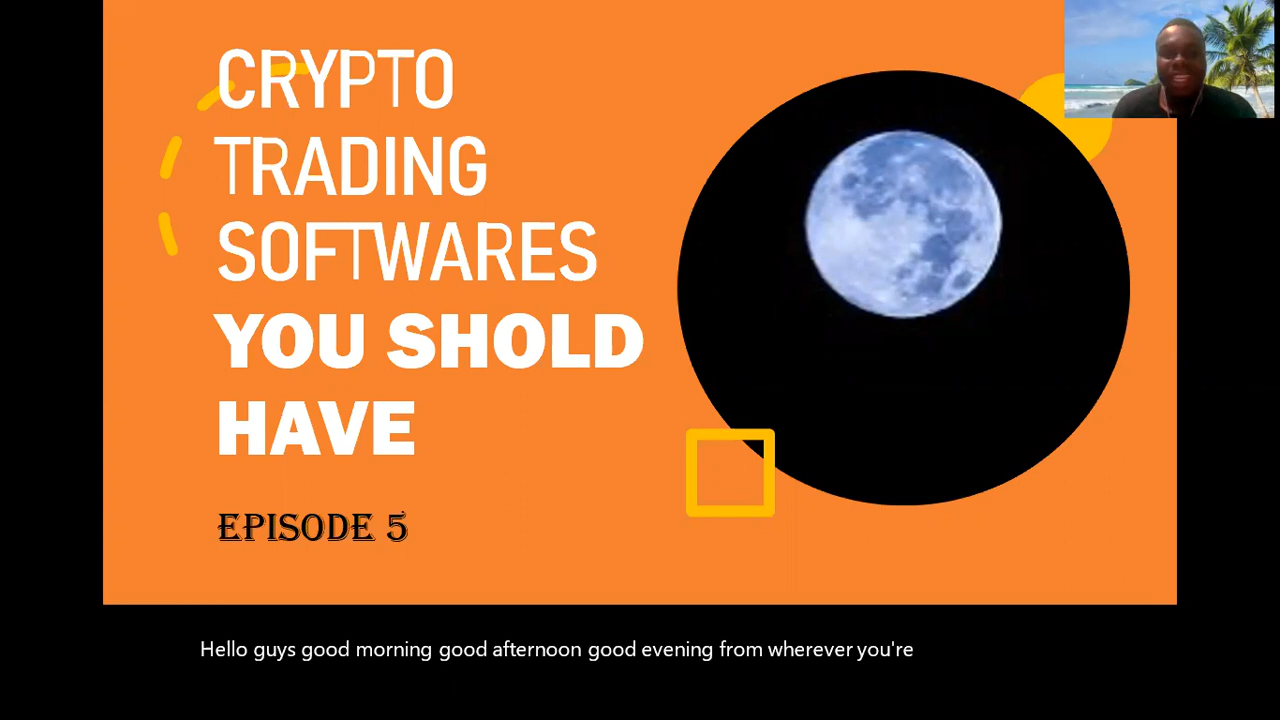 CRYPTO
TRADING
SOFTWARES
YOU SHOLD
HAVE
EPISODE 5
Hello guys good morning good afternoon good evening from wherever you're